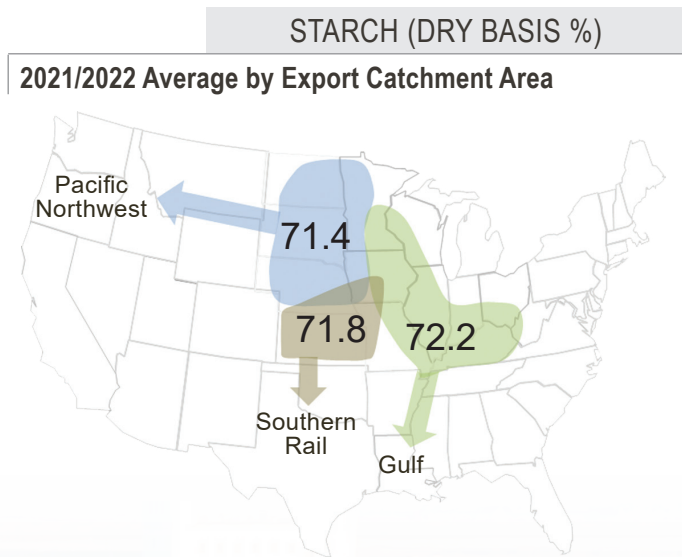 STARCH (DRY BASIS %)
2021/2022 Average by Export Catchment Area
Pacific
Northwest
71.4
71.8
72.2
Southern
Rail
Gulf